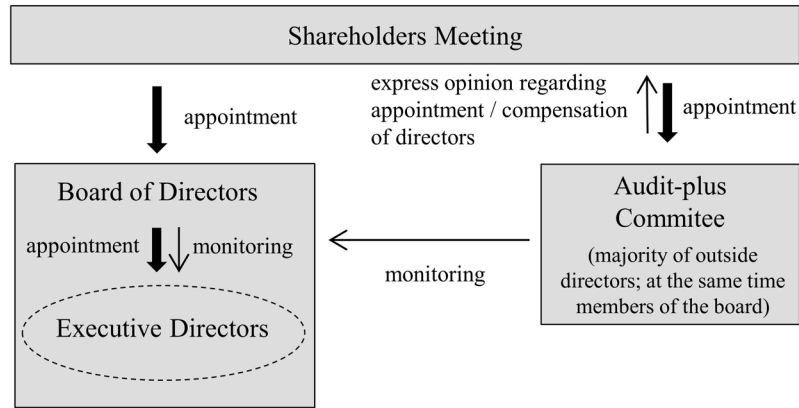 Shareholders Meeting
express opinion regarding
appointment / compensation
of directors
appointment
appointment
Board of Directors
appointment
monitoring
Executive Directors
monitoring
Audit-plus
Commitee
(majority of outside
directors; at the same time
members of the board)